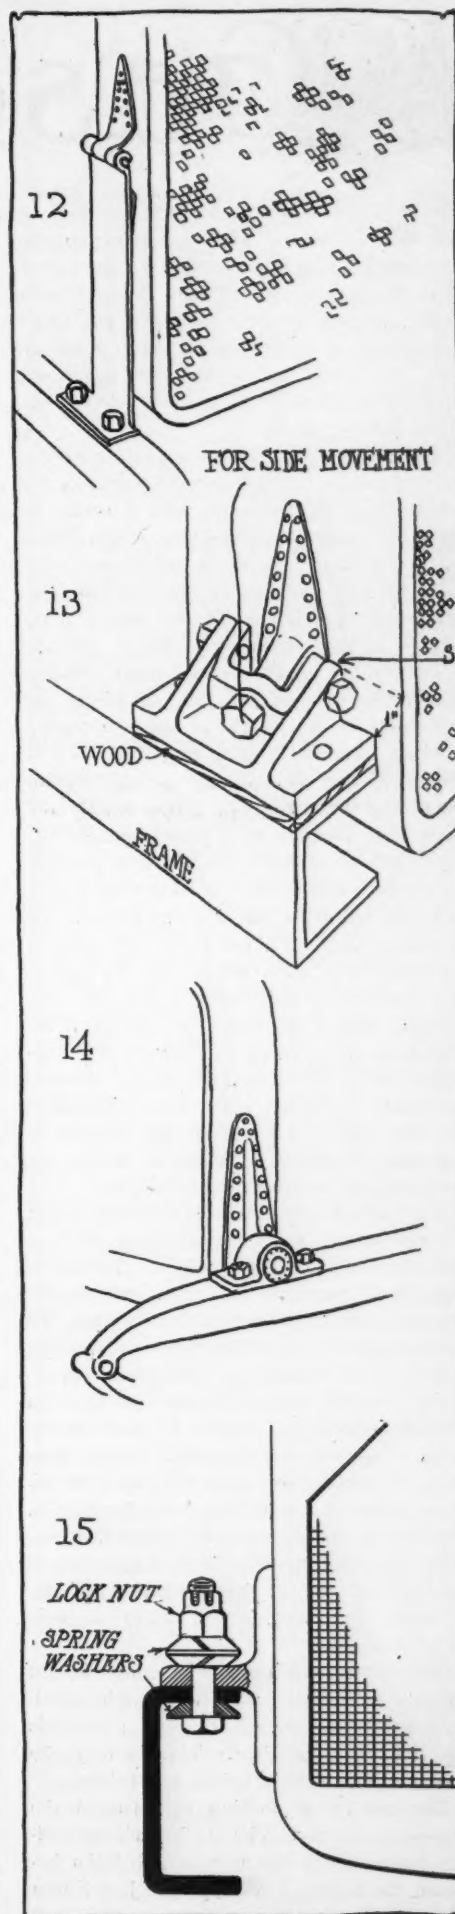 12
FOR SIDE MOVEMENT
13
S
1"
WOOD
FRAME
14
15
LOCK NUT
SPRING
WASHERS